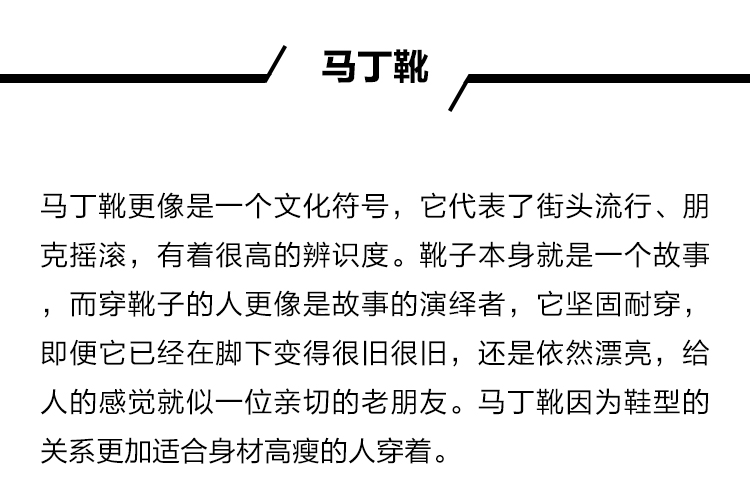 马丁靴
马丁靴更像是一个文化符号，它代表了街头流行、朋
克摇滚，有着很高的辨识度。靴子本身就是一个故事
，而穿靴子的人更像是故事的演绎者，它坚固耐穿，
即便它已经在脚下变得很旧很旧，还是依然漂亮，给
人的感觉就似一位亲切的老朋友。马丁靴因为鞋型的
关系更加适合身材高瘦的人穿着。